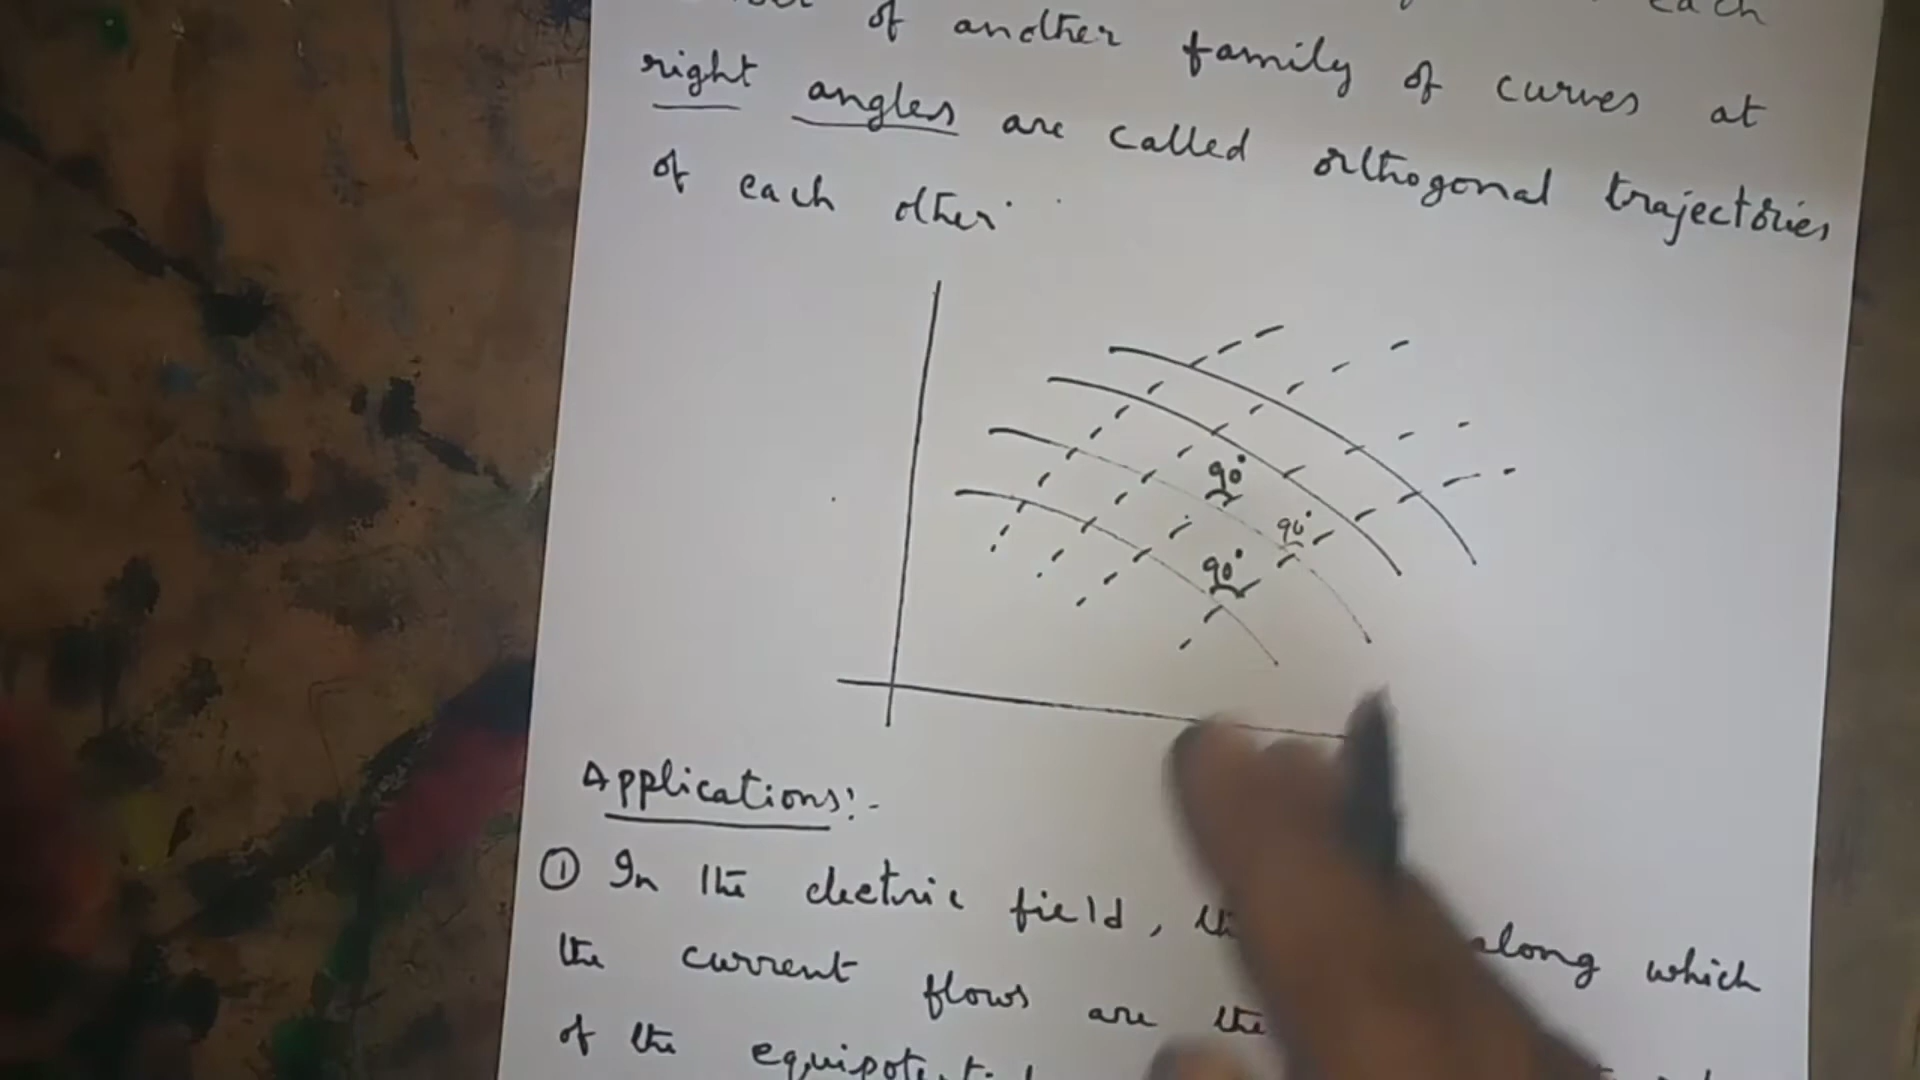 of another family of curves at each
right angles are called orthogonal trajectories
of each other.
90°
90°
90°
Applications:-
① In the electric field, along which
the current flows are the
of the